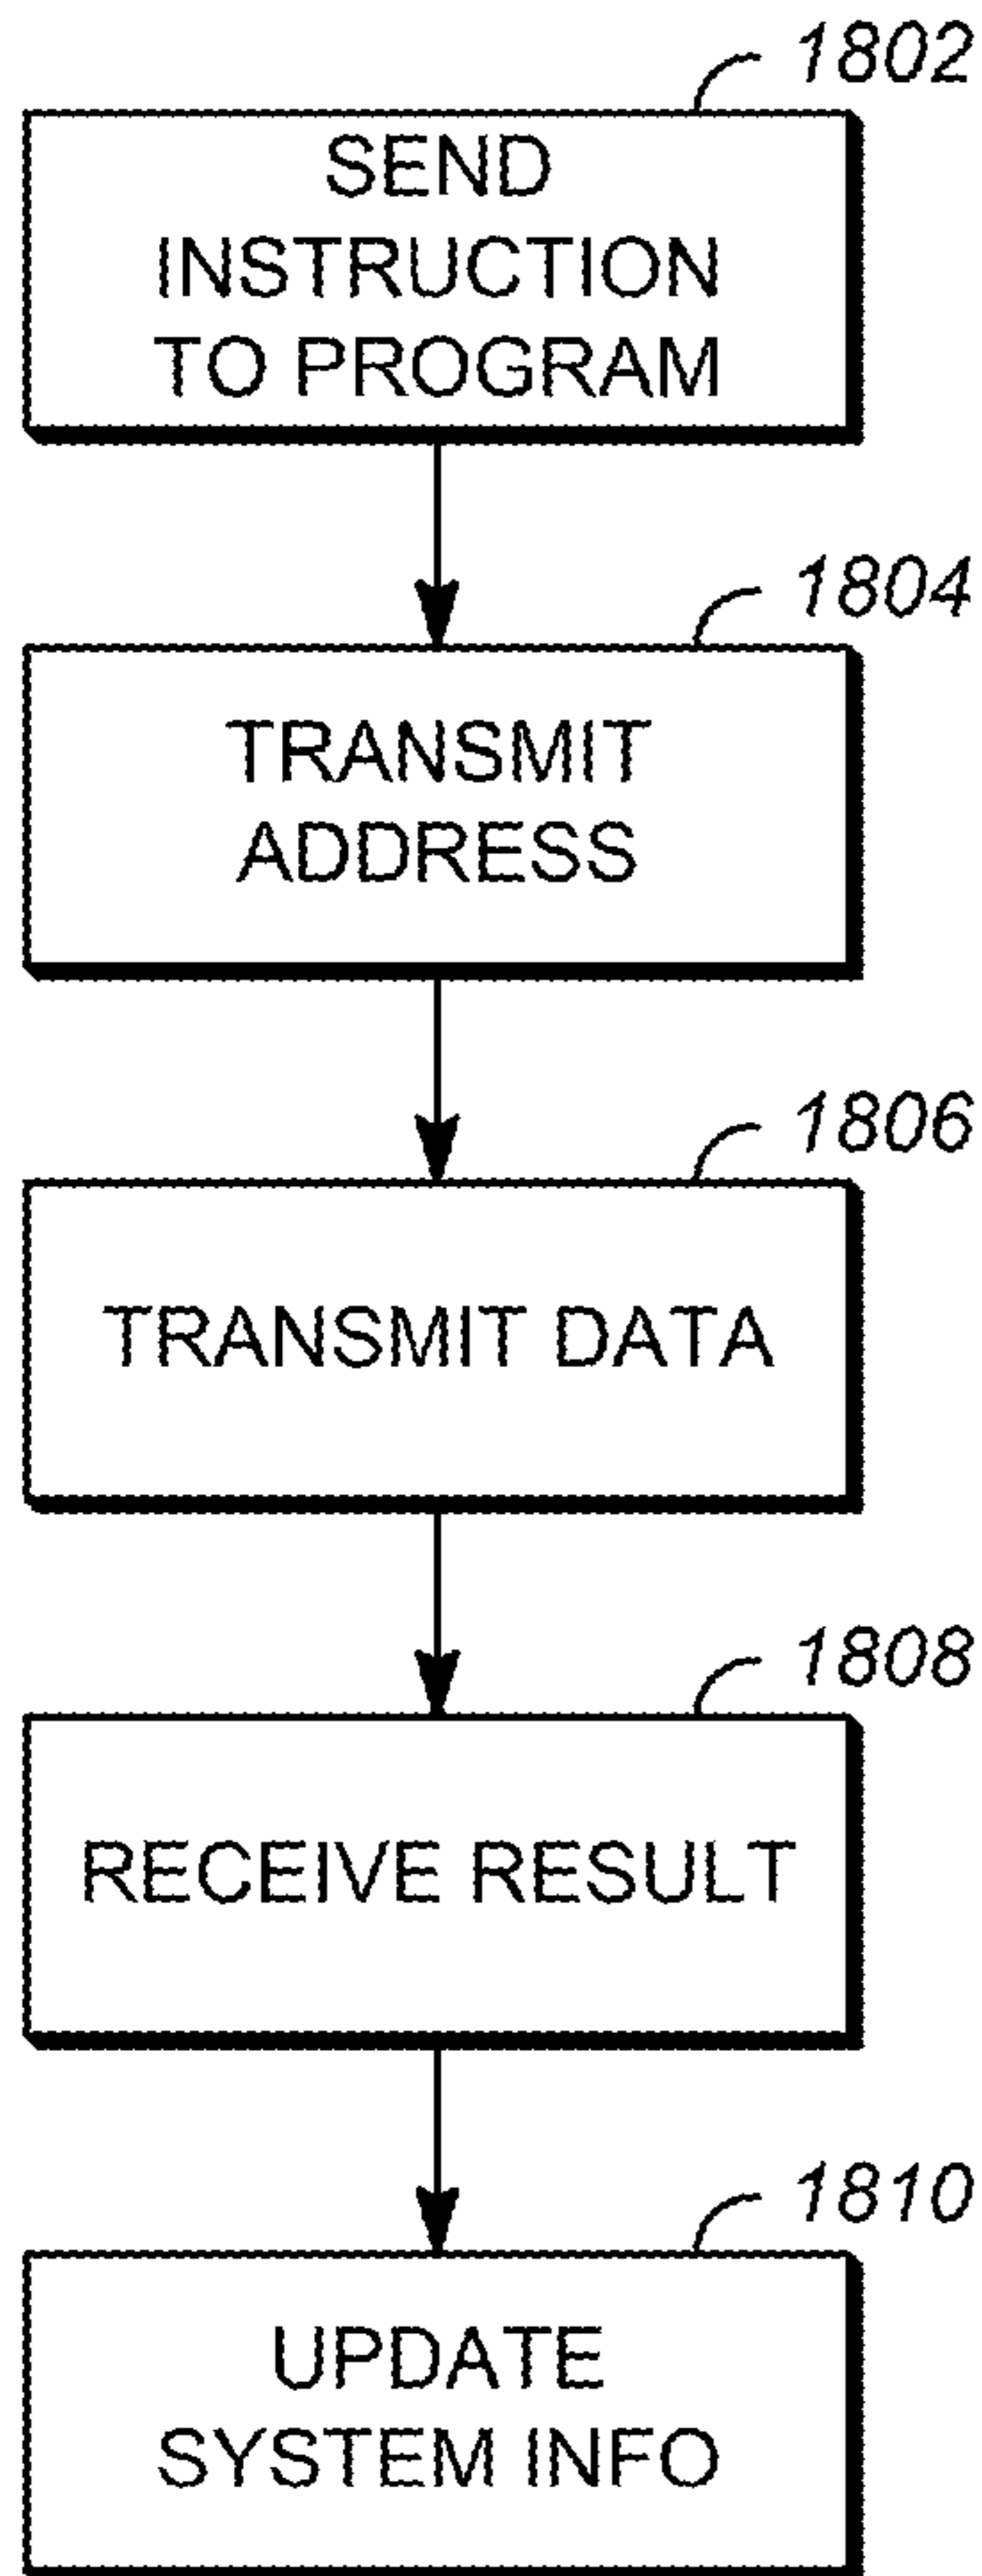 1802
SEND
INSTRUCTION
TO PROGRAM
1804
TRANSMIT
ADDRESS
1806
TRANSMIT DATA
1808
RECEIVE RESULT
1810
UPDATE
SYSTEM INFO